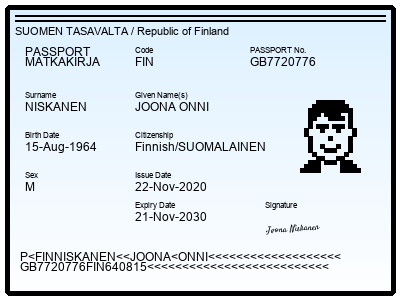 SUOMEN TASAVALTA / Republic of Finland
PASSPORT
MATKAKIRJA
Code
FIN
PASSPORT No.
GB7720776
Surname
NISKANEN
Given Name(s)
JOONA ONNI
Birth Date
15-Aug-1964
Citizenship
Finnish/SUOMALAINEN
Sex
M
Issue Date
22-Nov-2020
Expiry Date
21-Nov-2030
Signature
Joona Niskanen
P<FINNISKANEN<<JOONA<ONNI<<<<<<<<<<<<<<<<<<<
GB7720776FIN640815<<<<<<<<<<<<<<<<<<<<<<<<<<